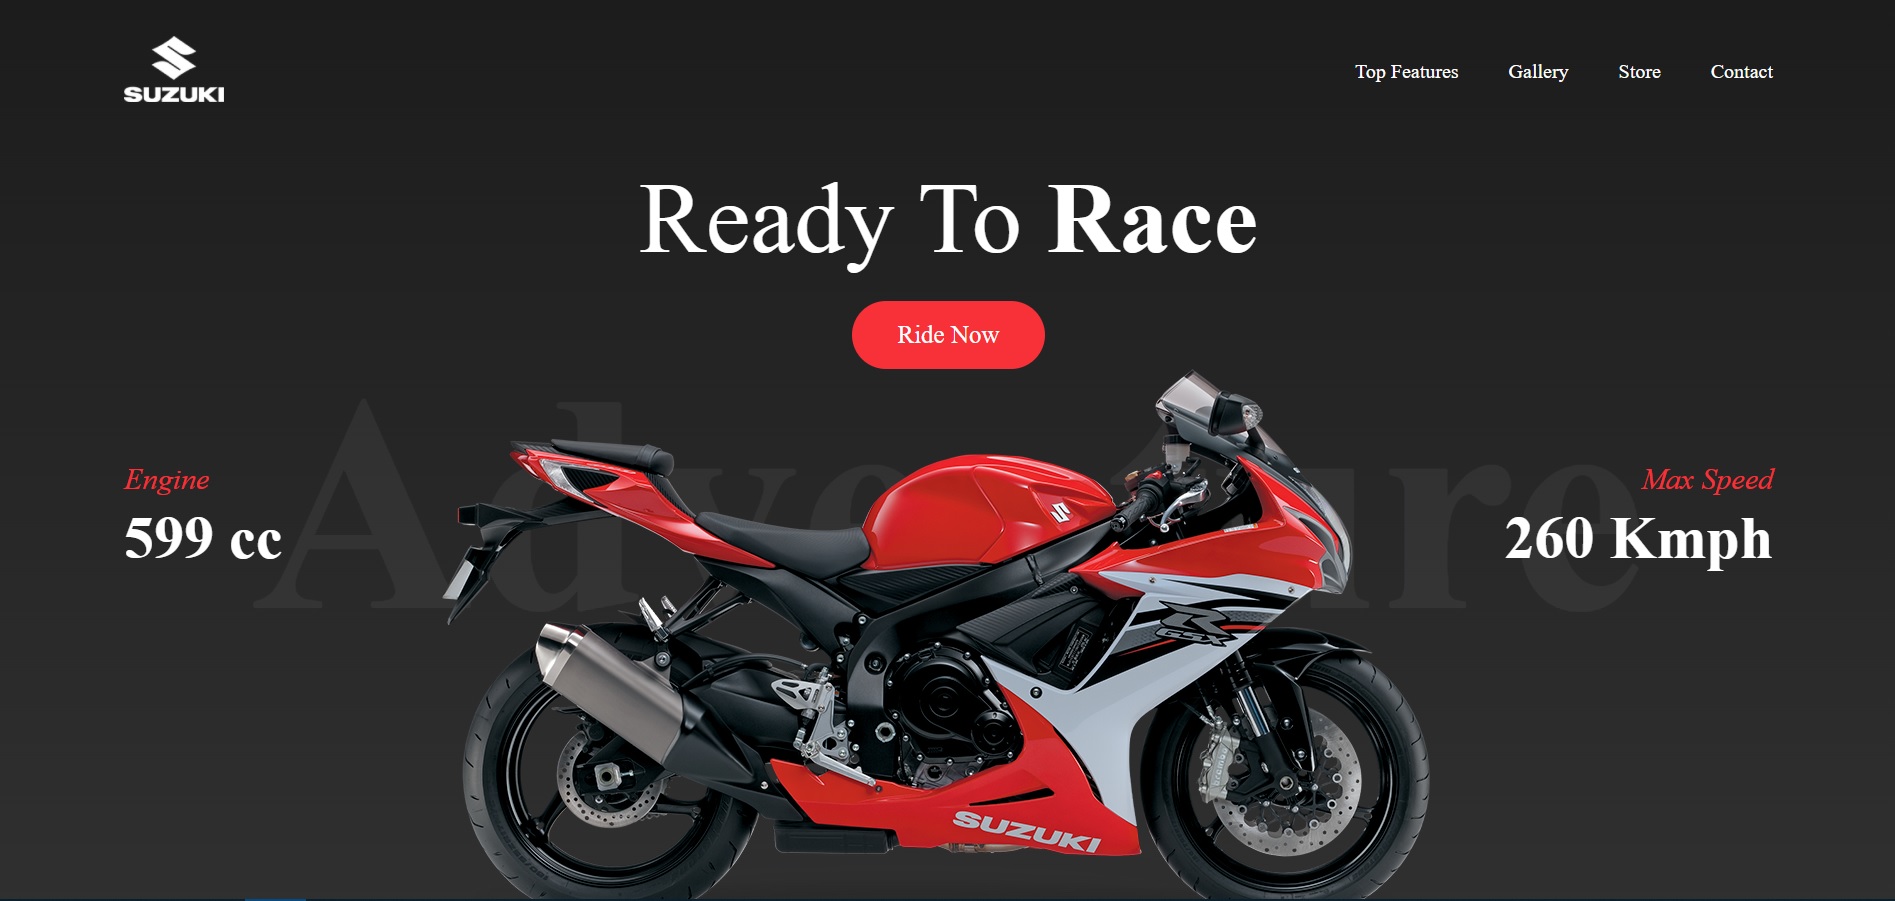 SUZUKI
Top Features
Gallery
Store
Contact
Ready To Race
Ride Now
Adventure
Engine
599 cc
Max Speed
260 Kmph
R
GSX
brembo
SUZUKI